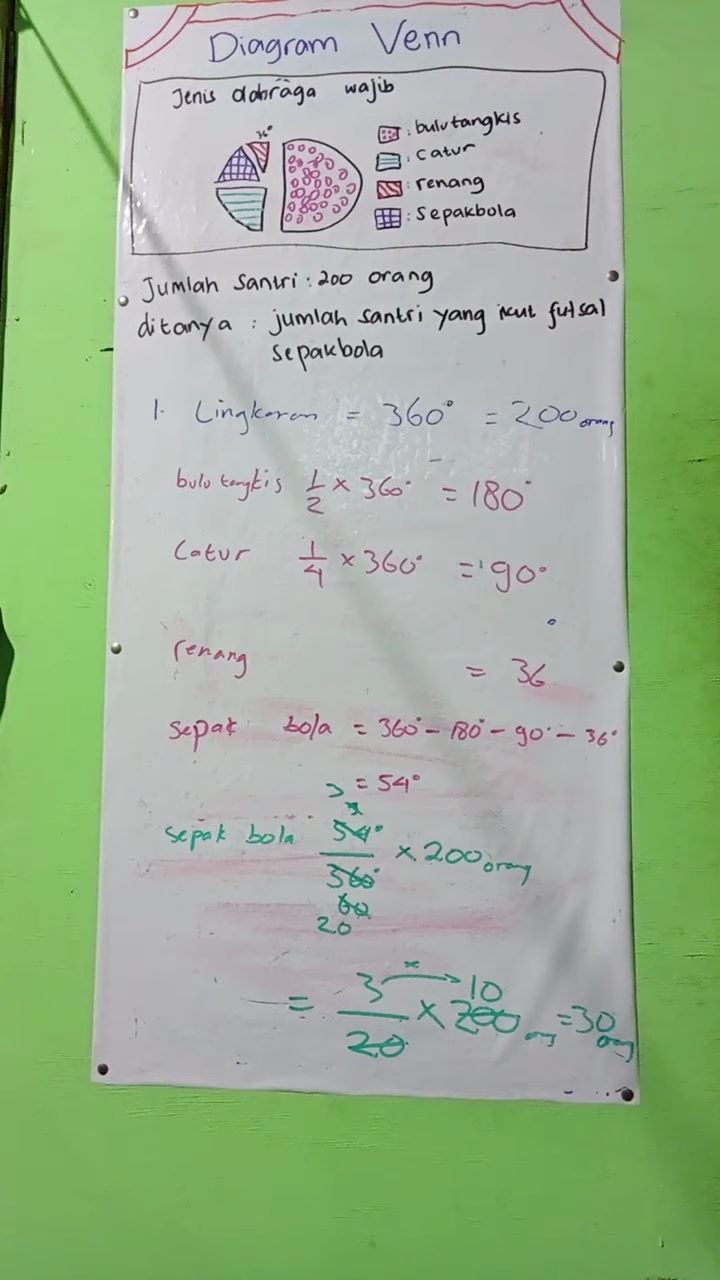 Diagram Venn
Jenis olahraga wajib
36°
: bulutangkis
: Catur
: renang
: Sepakbola
Jumlah Santri : 200 orang
ditanya : jumlah santri yang ikut futsal
sepakbola
1. Lingkaran = 360° = 200 orang
bulu tangkis 1/2 × 360° = 180°
Catur 1/4 × 360° = 90°
renang = 36
sepak bola = 360° - 180° - 90° - 36°
= 54°
3
sepak bola 54°/360° × 200 orang
60
20
= 3/20 × 200 = 30 orang
10